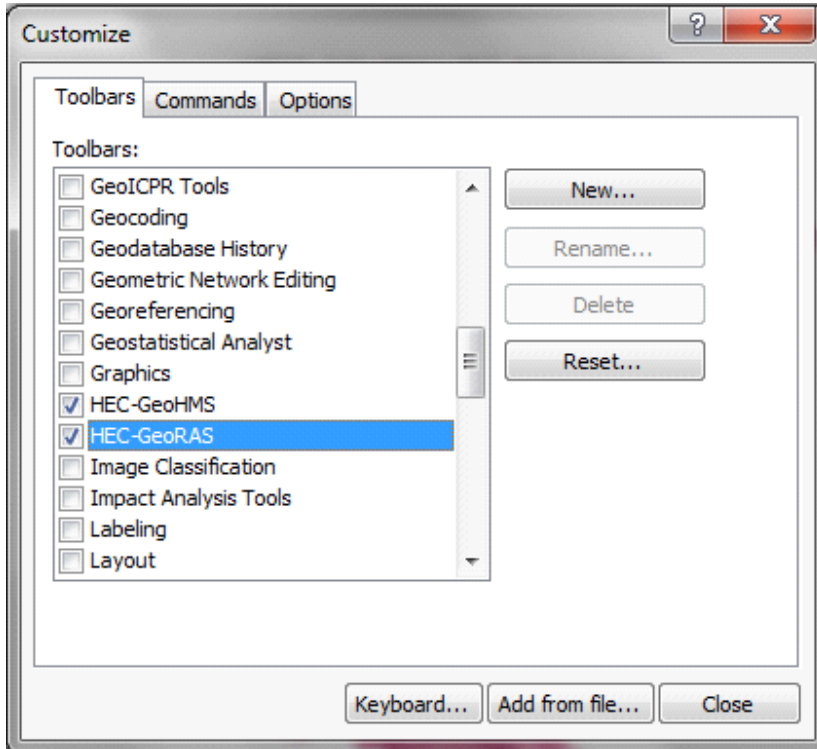 Customize
Toolbars Commands Options
Toolbars:
GeoICPR Tools
Geocoding
Geodatabase History
Geometric Network Editing
Georeferencing
Geostatistical Analyst
Graphics
HEC-GeoHMS
HEC-GeoRAS
Image Classification
Impact Analysis Tools
Labeling
Layout
New...
Rename...
Delete
Reset...
Keyboard... Add from file... Close